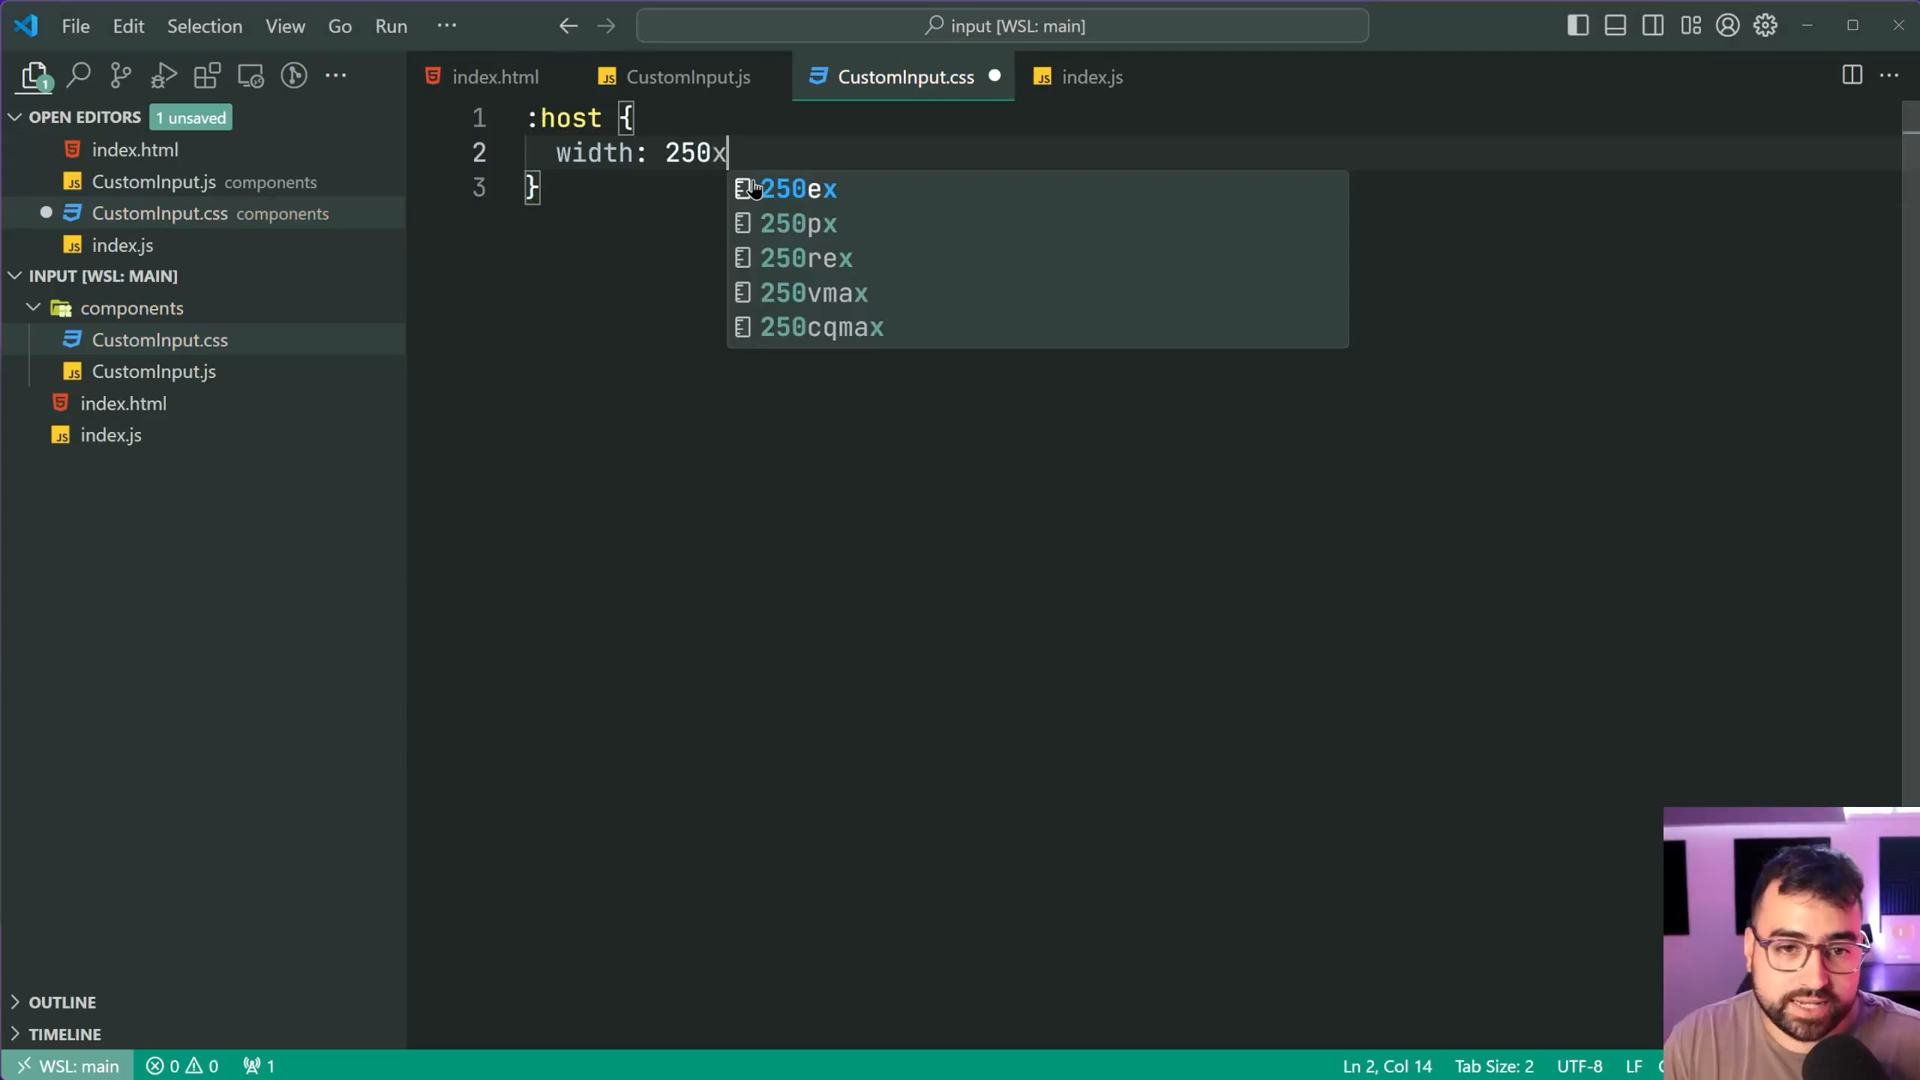 File Edit Selection View Go Run ··· input [WSL: main]
1
OPEN EDITORS 1 unsaved
index.html
CustomInput.js components
CustomInput.css components
index.js
INPUT [WSL: MAIN]
components
CustomInput.css
CustomInput.js
index.html
index.js
OUTLINE
TIMELINE
index.html CustomInput.js CustomInput.css index.js
1 :host {
2 width: 250x
3 }
250ex
250px
250rex
250vmax
250cqmax
WSL: main 0 0 1 Ln 2, Col 14 Tab Size: 2 UTF-8 LF